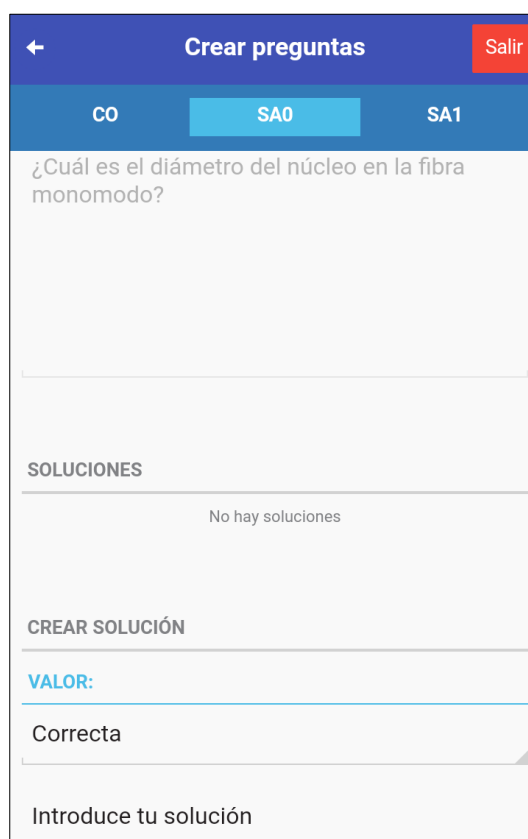 Crear preguntas
Salir
CO
SA0
SA1
¿Cuál es el diámetro del núcleo en la fibra
monomodo?
SOLUCIONES
No hay soluciones
CREAR SOLUCIÓN
VALOR:
Correcta
Introduce tu solución